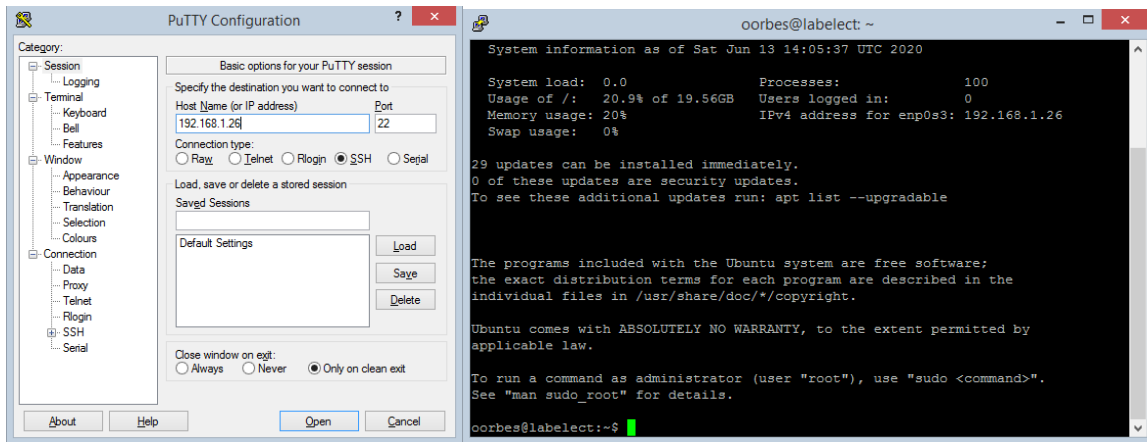 PuTTY Configuration
? ×
Category:
Session
Logging
Terminal
Keyboard
Bell
Features
Window
Appearance
Behaviour
Translation
Selection
Colours
Connection
Data
Proxy
Telnet
Rlogin
SSH
Serial
Basic options for your PuTTY session
Specify the destination you want to connect to
Host Name (or IP address) Port
192.168.1.26 22
Connection type:
Raw Telnet Rlogin SSH Serial
Load, save or delete a stored session
Saved Sessions
Default Settings
Load
Save
Delete
Close window on exit:
Always Never Only on clean exit
About Help Open Cancel
oorbes@labelect: ~
System information as of Sat Jun 13 14:05:37 UTC 2020
System load: 0.0 Processes: 100
Usage of /: 20.9% of 19.56GB Users logged in: 0
Memory usage: 20% IPv4 address for enp0s3: 192.168.1.26
Swap usage: 0%
29 updates can be installed immediately.
0 of these updates are security updates.
To see these additional updates run: apt list --upgradable
The programs included with the Ubuntu system are free software;
the exact distribution terms for each program are described in the
individual files in /usr/share/doc/*/copyright.
Ubuntu comes with ABSOLUTELY NO WARRANTY, to the extent permitted by
applicable law.
To run a command as administrator (user "root"), use "sudo <command>".
See "man sudo_root" for details.
oorbes@labelect:~$